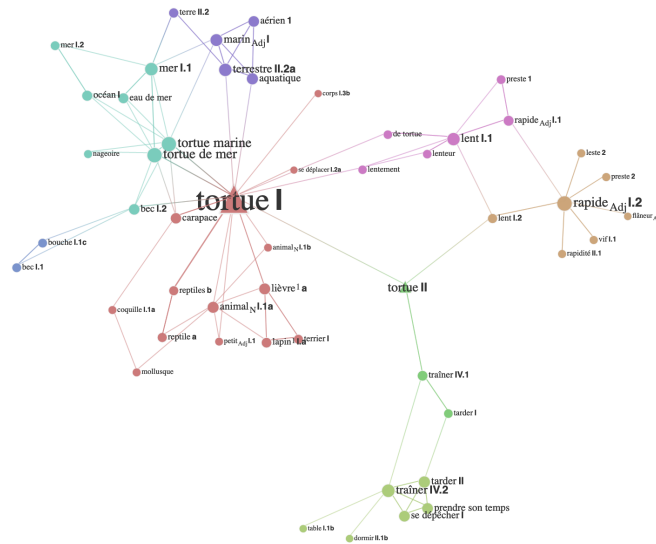 terre II.2
aérien 1
marin Adj I
mer I.2
mer I.1
terrestre II.2a
aquatique
océan I
eau de mer
corps I.3b
preste 1
rapide Adj I.1
de tortue
lent I.1
tortue marine
tortue de mer
nageoire
lenteur
leste 2
se déplacer I.2a
lentement
preste 2
tortue I
rapide Adj I.2
bec I.2
carapace
lent I.2
flâneur
bouche I.1c
vif I.1
animal N I.1b
rapidité II.1
bec I.1
reptiles b
lièvre I a
tortue II
coquille I.1a
animal N I.1a
reptile a
petit Adj I.1
lapin I I.a
terrier I
mollusque
traîner IV.1
tarder I
tarder II
traîner IV.2
prendre son temps
se dépêcher I
table I.1b
dormir II.1b